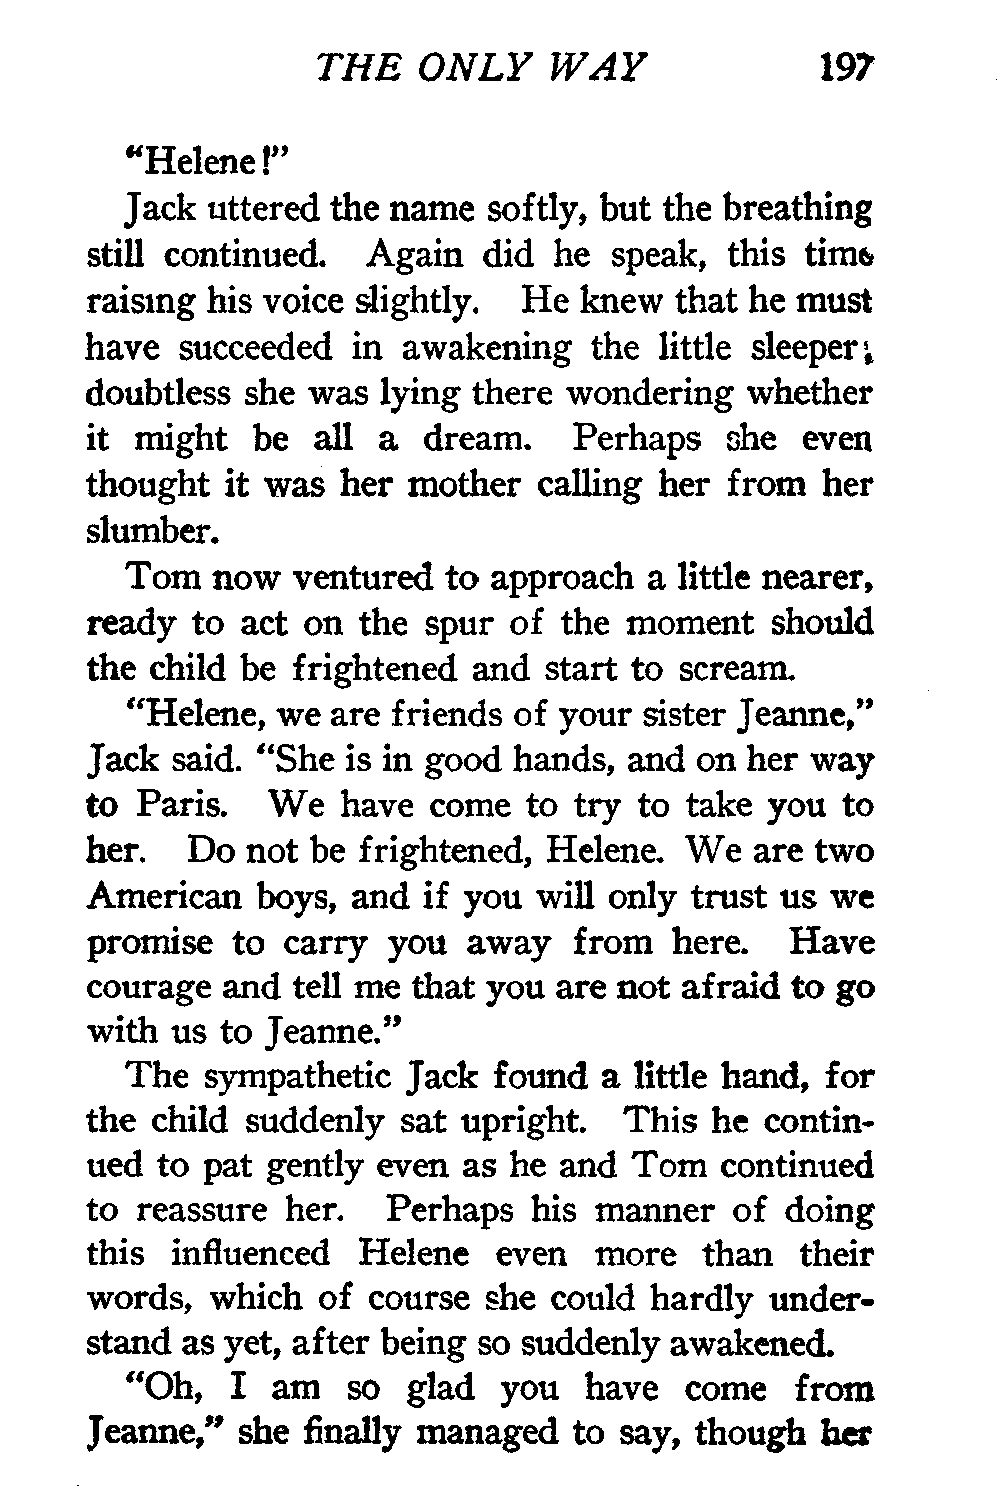 THE ONLY WAY 197
"Helene!"
Jack uttered the name softly, but the breathing
still continued. Again did he speak, this time
raising his voice slightly. He knew that he must
have succeeded in awakening the little sleeper;
doubtless she was lying there wondering whether
it might be all a dream. Perhaps she even
thought it was her mother calling her from her
slumber.
Tom now ventured to approach a little nearer,
ready to act on the spur of the moment should
the child be frightened and start to scream.
"Helene, we are friends of your sister Jeanne,"
Jack said. "She is in good hands, and on her way
to Paris. We have come to try to take you to
her. Do not be frightened, Helene. We are two
American boys, and if you will only trust us we
promise to carry you away from here. Have
courage and tell me that you are not afraid to go
with us to Jeanne."
The sympathetic Jack found a little hand, for
the child suddenly sat upright. This he contin-
ued to pat gently even as he and Tom continued
to reassure her. Perhaps his manner of doing
this influenced Helene even more than their
words, which of course she could hardly under-
stand as yet, after being so suddenly awakened.
"Oh, I am so glad you have come from
Jeanne," she finally managed to say, though her